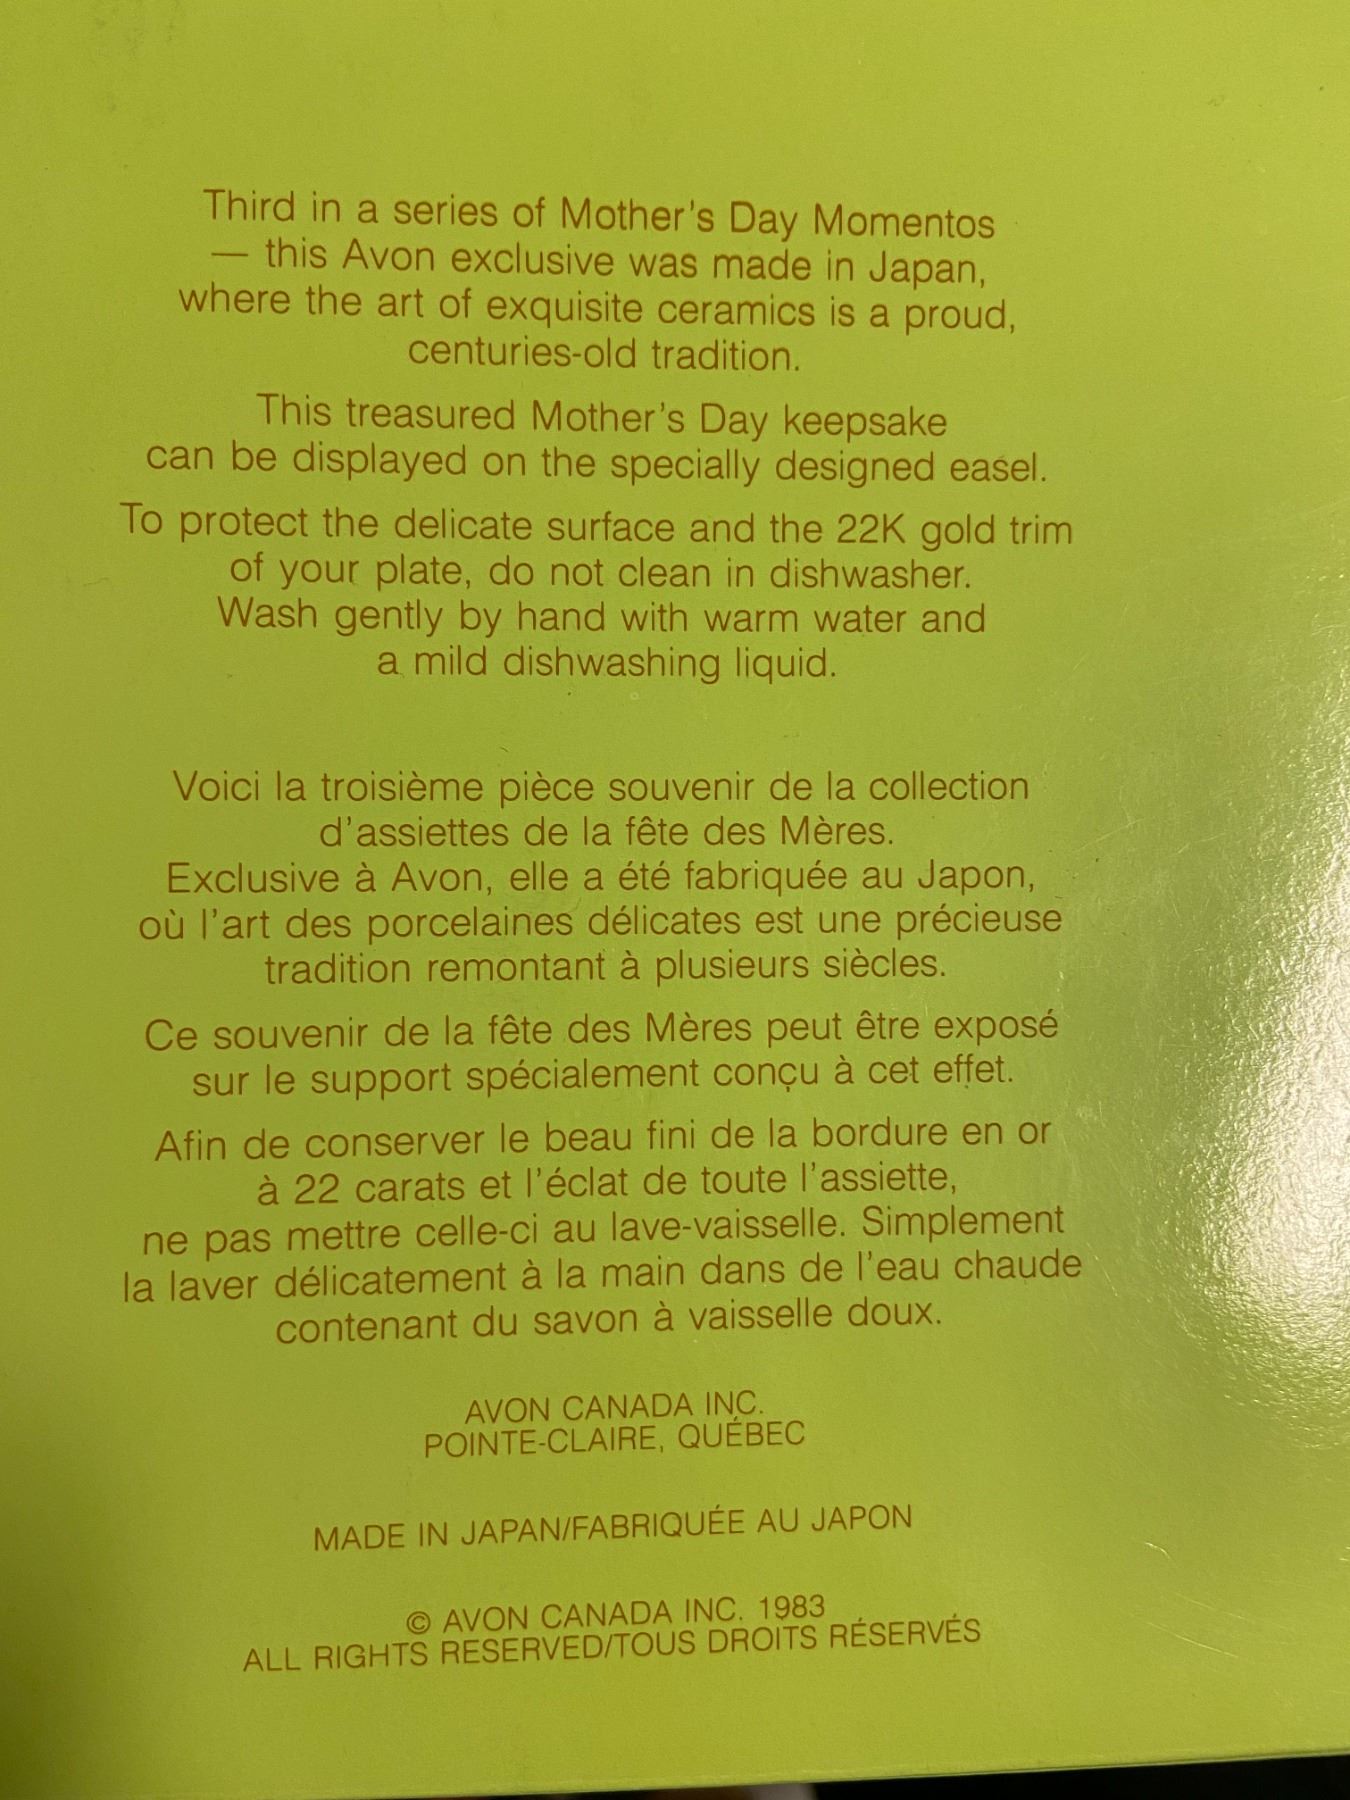 Third in a series of Mother's Day Momentos
— this Avon exclusive was made in Japan,
where the art of exquisite ceramics is a proud,
centuries-old tradition.
This treasured Mother's Day keepsake
can be displayed on the specially designed easel.
To protect the delicate surface and the 22K gold trim
of your plate, do not clean in dishwasher.
Wash gently by hand with warm water and
a mild dishwashing liquid.
Voici la troisième pièce souvenir de la collection
d'assiettes de la fête des Mères.
Exclusive à Avon, elle a été fabriquée au Japon,
où l'art des porcelaines délicates est une précieuse
tradition remontant à plusieurs siècles.
Ce souvenir de la fête des Mères peut être exposé
sur le support spécialement conçu à cet effet.
Afin de conserver le beau fini de la bordure en or
à 22 carats et l'éclat de toute l'assiette,
ne pas mettre celle-ci au lave-vaisselle. Simplement
la laver délicatement à la main dans de l'eau chaude
contenant du savon à vaisselle doux.
AVON CANADA INC.
POINTE-CLAIRE, QUÉBEC
MADE IN JAPAN/FABRIQUÉE AU JAPON
© AVON CANADA INC. 1983
ALL RIGHTS RESERVED/TOUS DROITS RÉSERVÉS